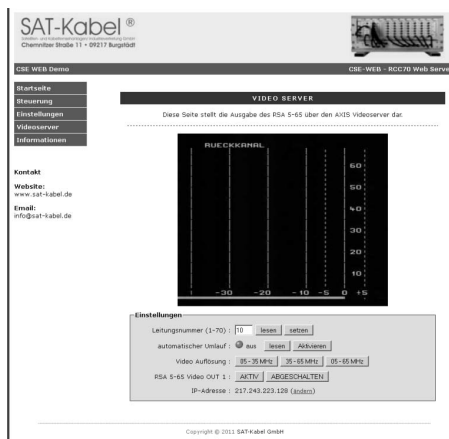 SAT-Kabel ®
Chemnitzer Straße 11 • 09217 Burgstädt
CSE WEB Demo
CSE-WEB - RCC70 Web Serve
Startseite
Steuerung
Einstellungen
Videoserver
Informationen
Kontakt
Website:
www.sat-kabel.de
Email:
info@sat-kabel.de
VIDEO SERVER
Diese Seite stellt die Ausgabe des RSA 5-65 über den AXIS Videoserver dar.
RUECKKANAL
60
50
40
30
20
10
-30 -20 -10 -5 0 +5
Einstellungen
Leitungsnummer (1-70) : 10 lesen setzen
automatischer Umlauf : aus lesen Aktivieren
Video Auflösung : 05-35 MHz 35-65 MHz 05-65 MHz
RSA 5-65 Video OUT 1 : AKTIV ABGESCHALTEN
IP-Adresse : 217.243.223.128 (ändern)
Copyright © 2011 SAT-Kabel GmbH